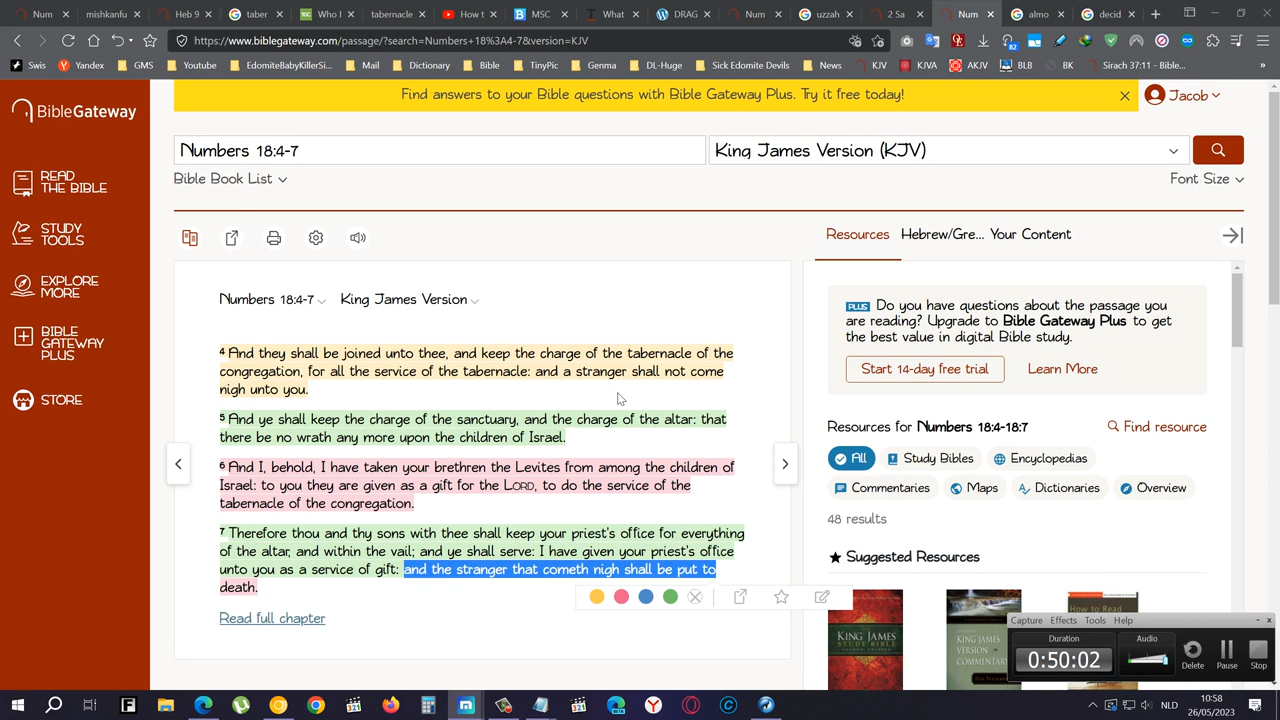 Num
mishkanfu
Heb 9
taber
Who I
tabernacle
How t
MSC
What
DRAG
Num
uzzah
2 Sa
Num
almo
decid
https://www.biblegateway.com/passage/?search=Numbers+18%3A4-7&version=KJV
82
Swis
Yandex
GMS
Youtube
EdomiteBabyKillerSi...
Mail
Dictionary
Bible
TinyPic
Genma
DL-Huge
Sick Edomite Devils
News
KJV
KJVA
AKJV
BLB
BK
Sirach 37:11 - Bible...
Find answers to your Bible questions with Bible Gateway Plus. Try it free today!
Jacob
BibleGateway
READ
THE BIBLE
STUDY
TOOLS
EXPLORE
MORE
BIBLE
GATEWAY
PLUS
STORE
Numbers 18:4-7
King James Version (KJV)
Bible Book List
Font Size
Resources
Hebrew/Gre...
Your Content
Numbers 18:4-7
King James Version
4 And they shall be joined unto thee, and keep the charge of the tabernacle of the
congregation, for all the service of the tabernacle: and a stranger shall not come
nigh unto you.
5 And ye shall keep the charge of the sanctuary, and the charge of the altar: that
there be no wrath any more upon the children of Israel.
6 And I, behold, I have taken your brethren the Levites from among the children of
Israel: to you they are given as a gift for the LORD, to do the service of the
tabernacle of the congregation.
7 Therefore thou and thy sons with thee shall keep your priest's office for everything
of the altar, and within the vail; and ye shall serve: I have given your priest's office
unto you as a service of gift: and the stranger that cometh nigh shall be put to
death.
Read full chapter
PLUS Do you have questions about the passage you
are reading? Upgrade to Bible Gateway Plus to get
the best value in digital Bible study.
Start 14-day free trial
Learn More
Resources for Numbers 18:4-18:7
Find resource
All
Study Bibles
Encyclopedias
Commentaries
Maps
Dictionaries
Overview
48 results
★ Suggested Resources
KING JAMES
STUDY BIBLE
KING JAMES
VERSION
COMMENTARY
How to Read
Capture Effects Tools Help
Duration
0:50:02
Audio
Delete
Pause
Stop
NLD
10:58
26/05/2023